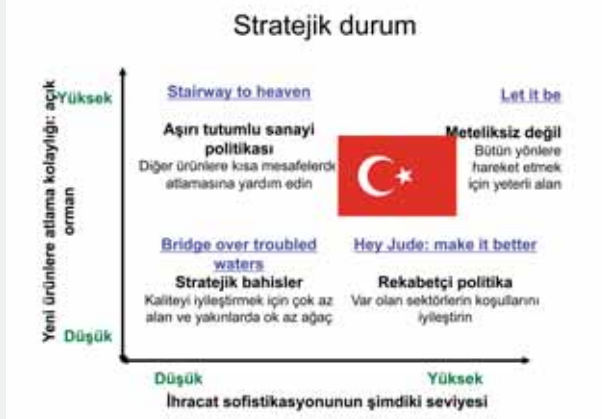 Stratejik durum
Yeni ürünlere atlama kolaylığı: açık
orman
Yüksek
Stairway to heaven
Let it be
Aşırı tutumlu sanayi
politikası
Diğer ürünlere kısa mesafelerde
atlamasına yardım edin
Meteliksiz değil
Bütün yönlere
hareket etmek
için yeterli alan
Bridge over troubled
waters
Stratejik bahisler
Kaliteyi iyileştirmek için çok az
alan ve yakınlarda ok az ağaç
Hey Jude: make it better
Rekabetçi politika
Var olan sektörlerin koşullarını
iyileştirin
Düşük
Düşük
Yüksek
İhracat sofistikasyonunun şimdiki seviyesi